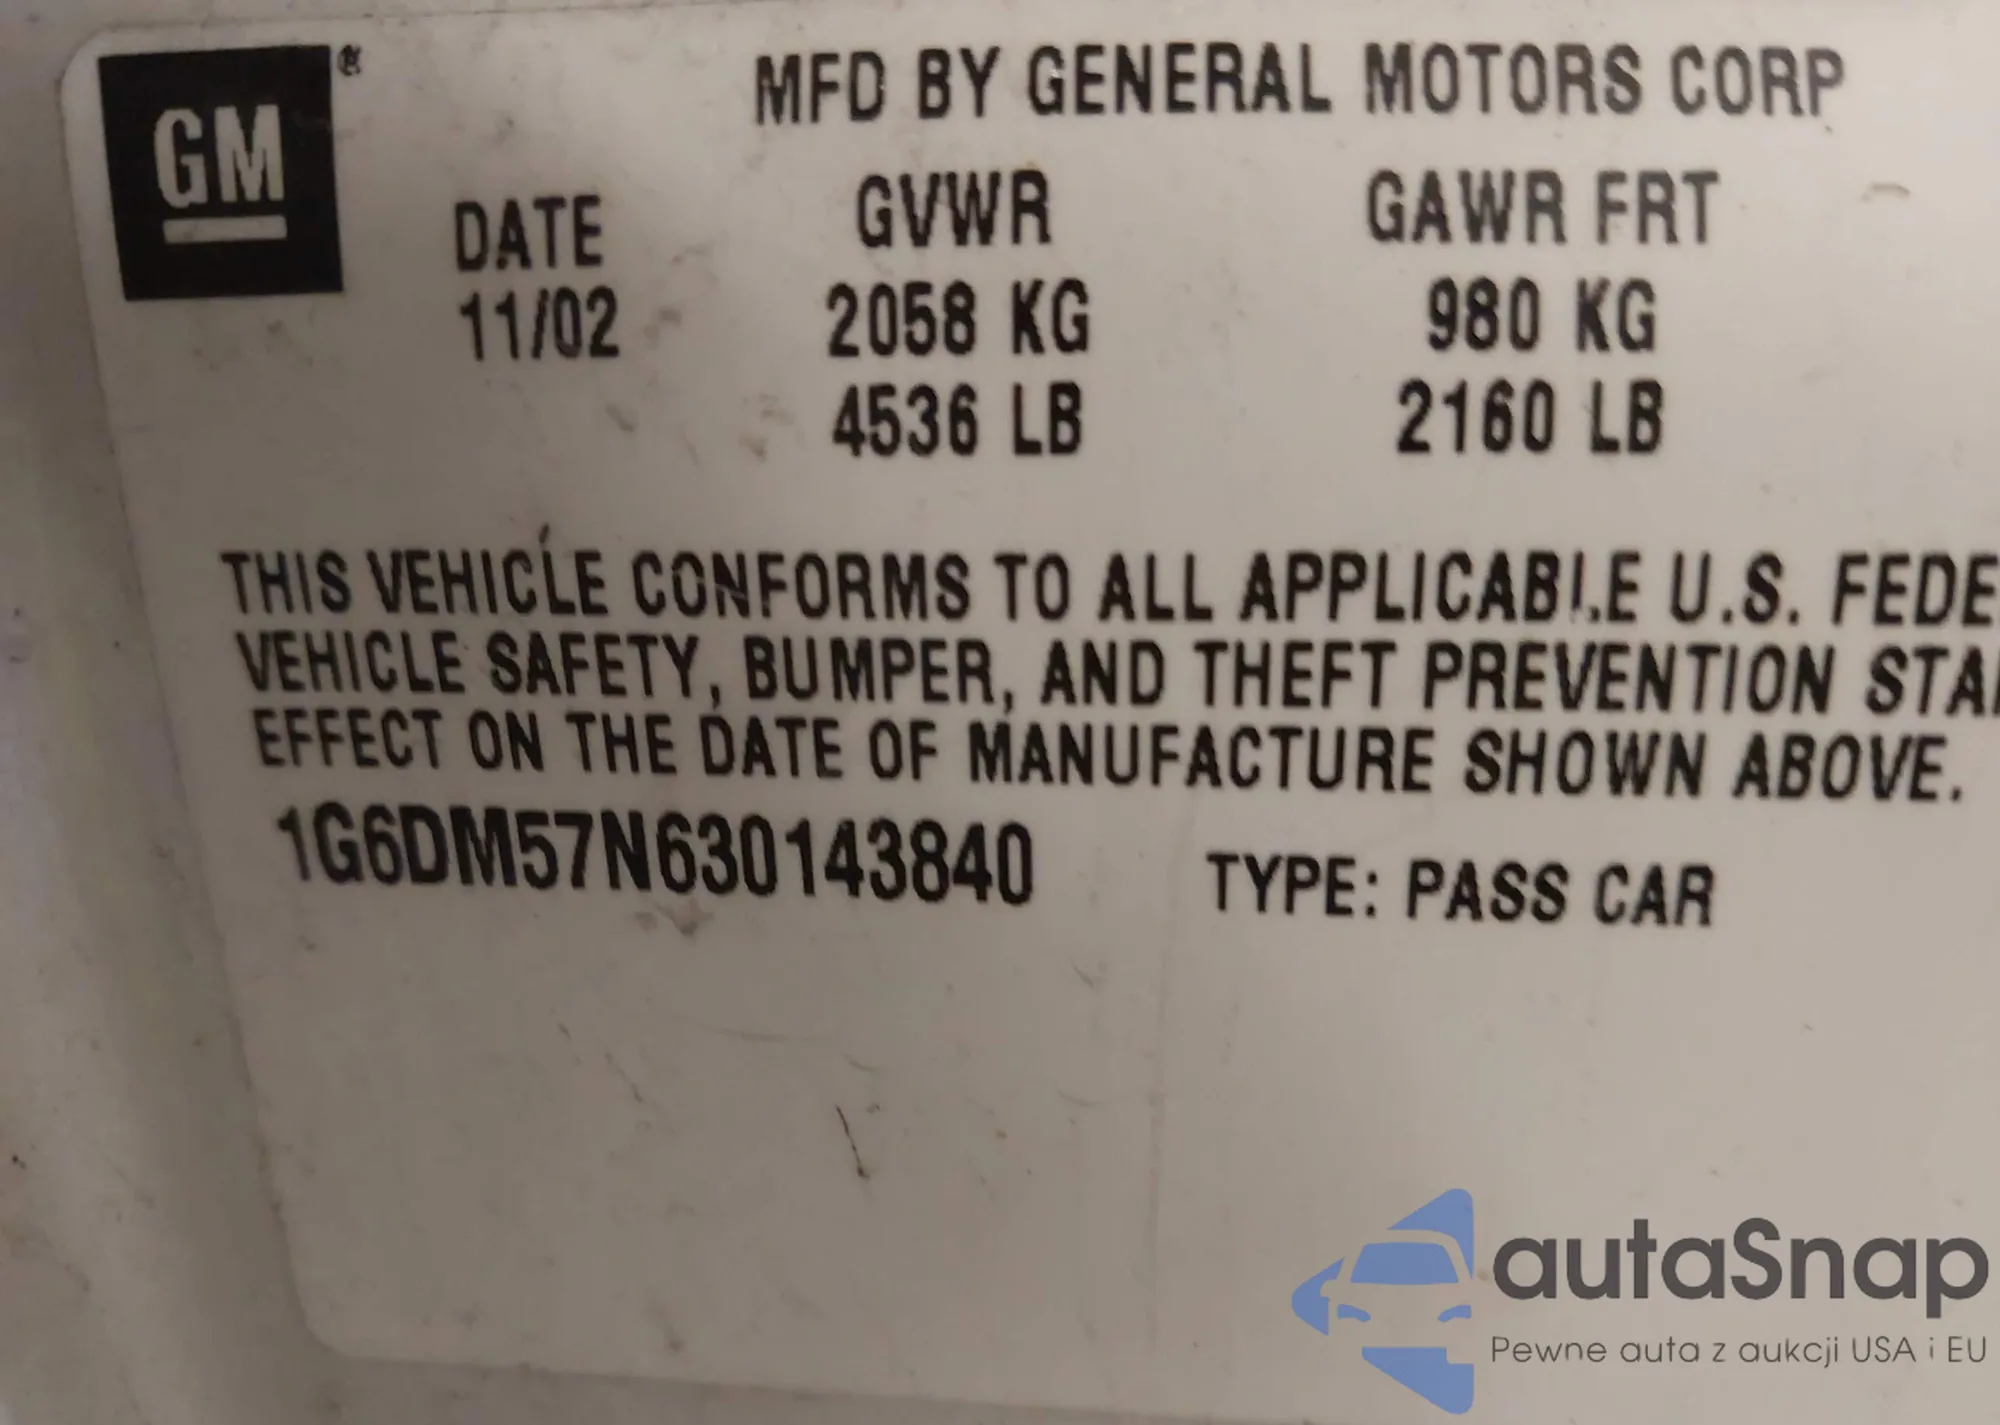 GM ®
MFD BY GENERAL MOTORS CORP
DATE GVWR GAWR FRT
11/02 2058 KG 980 KG
4536 LB 2160 LB
THIS VEHICLE CONFORMS TO ALL APPLICABLE U.S. FEDE
VEHICLE SAFETY, BUMPER, AND THEFT PREVENTION STA
EFFECT ON THE DATE OF MANUFACTURE SHOWN ABOVE.
1G6DM57N630143840 TYPE: PASS CAR
autaSnap
Pewne auta z aukcji USA i EU